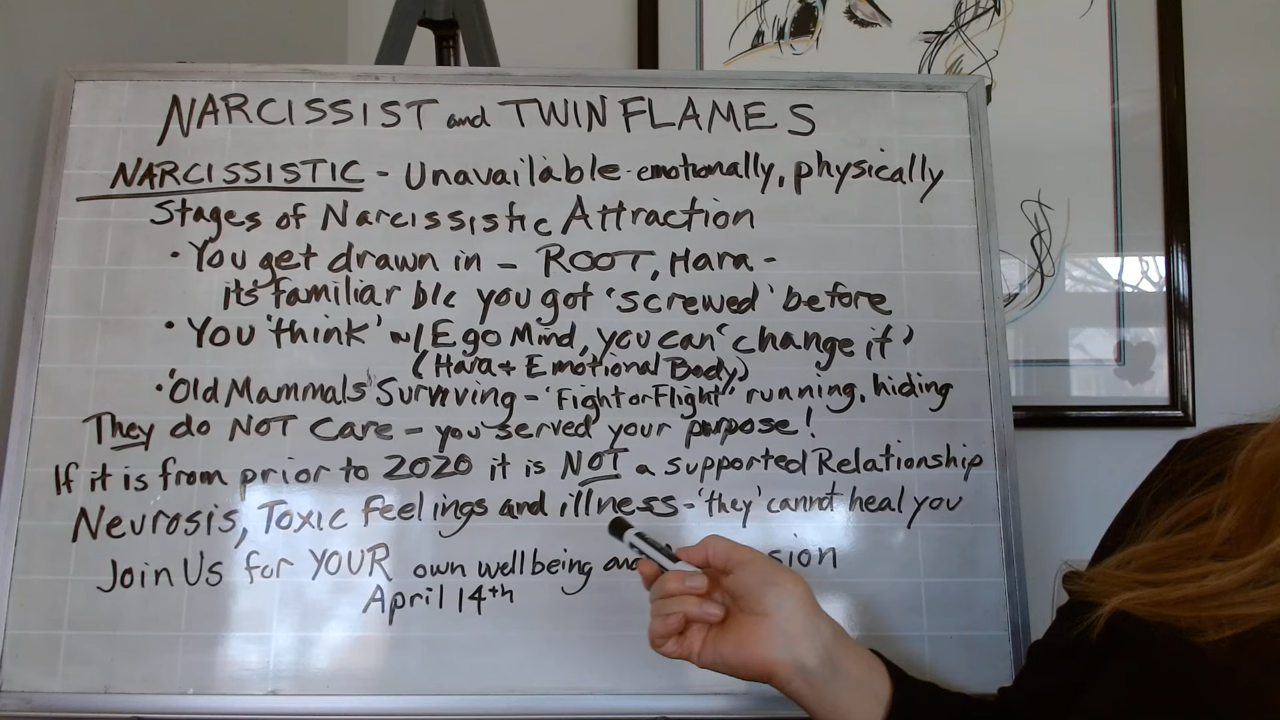 NARCISSIST and TWIN FLAMES
NARCISSISTIC - Unavailable - emotionally, physically
Stages of Narcissistic Attraction
• You get drawn in - ROOT, Hara -
its familiar b/c you got 'screwed' before
• You 'think' w/ Ego Mind, you can 'change it'
(Hara + Emotional Body)
• 'Old Mammals' Surviving - 'Fight or Flight" running, hiding
They do NOT Care - you served your purpose!
If it is from prior to 2020 it is NOT a supported Relationship
Neurosis, Toxic Feelings and illness - 'they' cannot heal you
Join Us for YOUR own wellbeing
April 14th